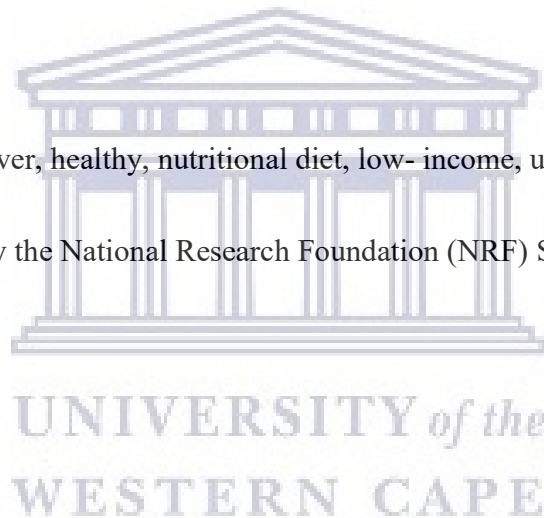 ver, healthy, nutritional diet, low- income, u
y the National Research Foundation (NRF) S
UNIVERSITY of the
WESTERN CAPE